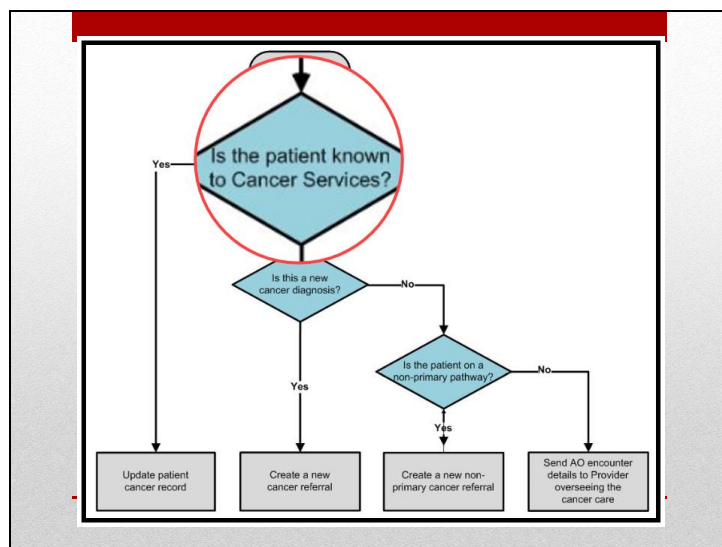 Is the patient known
to Cancer Services?
Yes
Is this a new
cancer diagnosis?
No
Is the patient on a
non-primary pathway?
No
Yes
Yes
Update patient
cancer record
Create a new
cancer referral
Create a new non-
primary cancer referral
Send AO encounter
details to Provider
overseeing the
cancer care